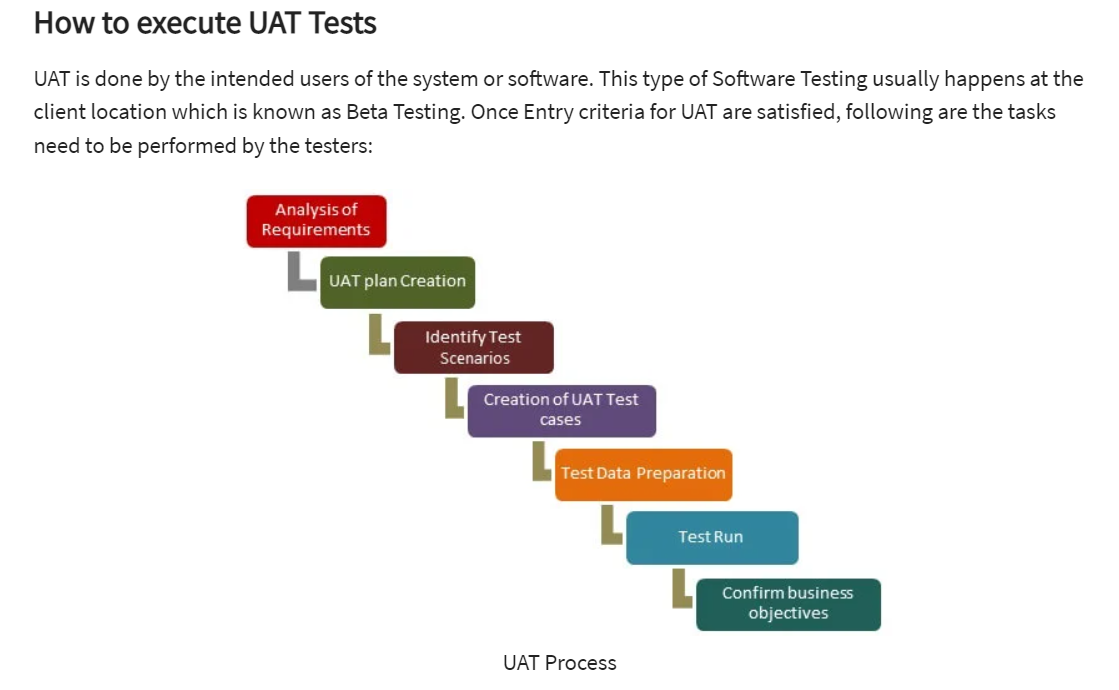 How to execute UAT Tests
UAT is done by the intended users of the system or software. This type of Software Testing usually happens at the
client location which is known as Beta Testing. Once Entry criteria for UAT are satisfied, following are the tasks
need to be performed by the testers:
Analysis of
Requirements
UAT plan Creation
Identify Test
Scenarios
Creation of UAT Test
cases
Test Data Preparation
Test Run
Confirm business
objectives
UAT Process